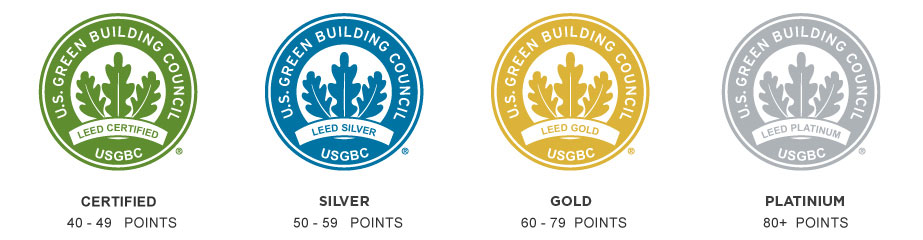 U.S. GREEN BUILDING COUNCIL
LEED CERTIFIED
USGBC
®
CERTIFIED
40 - 49 POINTS
U.S. GREEN BUILDING COUNCIL
LEED SILVER
USGBC
®
SILVER
50 - 59 POINTS
U.S. GREEN BUILDING COUNCIL
LEED GOLD
USGBC
®
GOLD
60 - 79 POINTS
U.S. GREEN BUILDING COUNCIL
LEED PLATINUM
USGBC
®
PLATINIUM
80+ POINTS